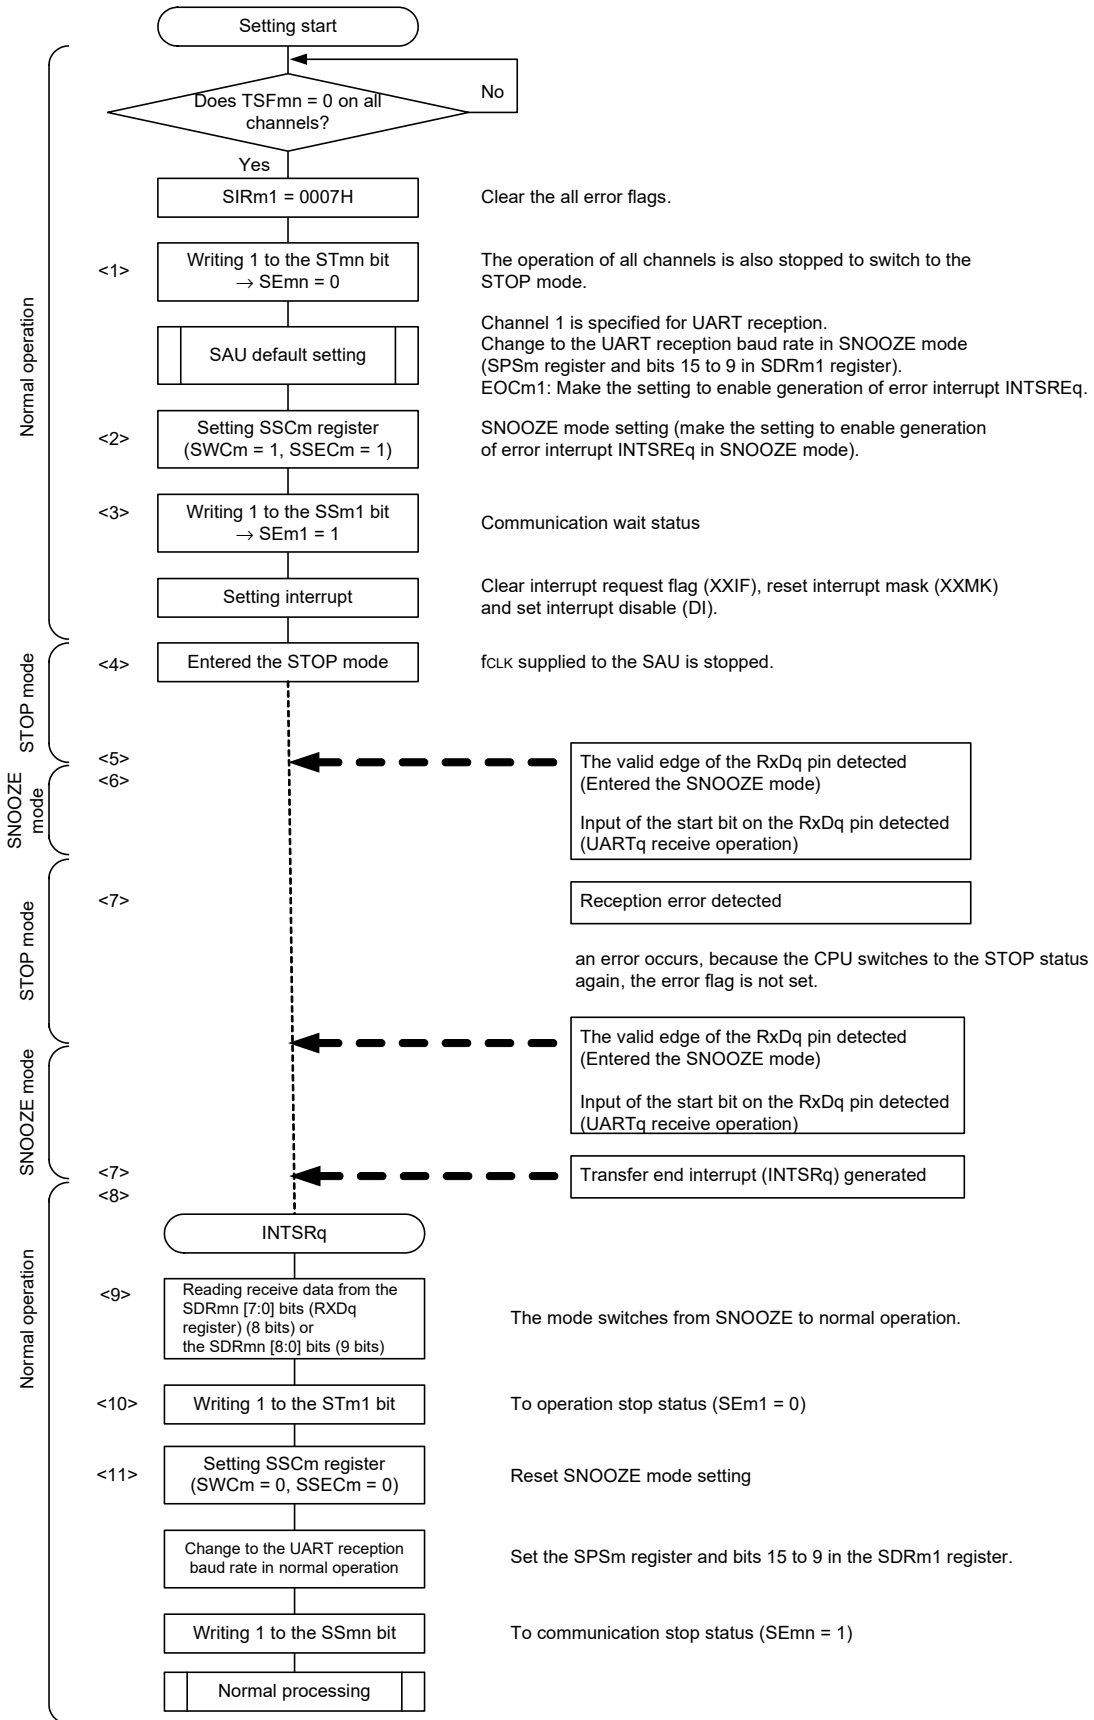 Setting start
No
Does TSFmn = 0 on all
channels?
Yes
SIRm1 = 0007H
Clear the all error flags.
<1>
Writing 1 to the STmn bit
→ SEmn = 0
The operation of all channels is also stopped to switch to the
STOP mode.
SAU default setting
Channel 1 is specified for UART reception.
Change to the UART reception baud rate in SNOOZE mode
(SPSm register and bits 15 to 9 in SDRm1 register).
EOCm1: Make the setting to enable generation of error interrupt INTSREq.
Normal operation
<2>
Setting SSCm register
(SWCm = 1, SSECm = 1)
SNOOZE mode setting (make the setting to enable generation
of error interrupt INTSREq in SNOOZE mode).
<3>
Writing 1 to the SSm1 bit
→ SEm1 = 1
Communication wait status
Setting interrupt
Clear interrupt request flag (XXIF), reset interrupt mask (XXMK)
and set interrupt disable (DI).
STOP mode
<4>
Entered the STOP mode
fCLK supplied to the SAU is stopped.
<5>
<6>
SNOOZE
mode
The valid edge of the RxDq pin detected
(Entered the SNOOZE mode)
Input of the start bit on the RxDq pin detected
(UARTq receive operation)
STOP mode
<7>
Reception error detected
an error occurs, because the CPU switches to the STOP status
again, the error flag is not set.
The valid edge of the RxDq pin detected
(Entered the SNOOZE mode)
Input of the start bit on the RxDq pin detected
(UARTq receive operation)
SNOOZE mode
<7>
<8>
Transfer end interrupt (INTSRq) generated
INTSRq
Normal operation
<9>
Reading receive data from the
SDRmn [7:0] bits (RXDq
register) (8 bits) or
the SDRmn [8:0] bits (9 bits)
The mode switches from SNOOZE to normal operation.
<10>
Writing 1 to the STm1 bit
To operation stop status (SEm1 = 0)
<11>
Setting SSCm register
(SWCm = 0, SSECm = 0)
Reset SNOOZE mode setting
Change to the UART reception
baud rate in normal operation
Set the SPSm register and bits 15 to 9 in the SDRm1 register.
Writing 1 to the SSmn bit
To communication stop status (SEmn = 1)
Normal processing